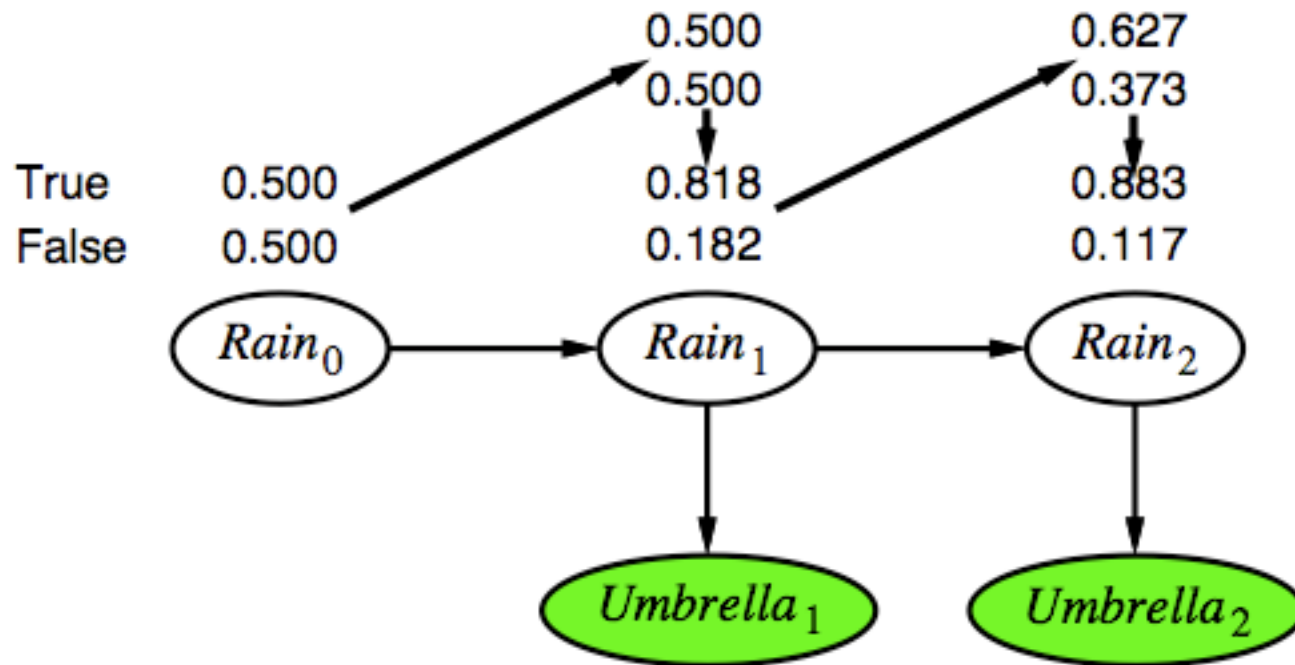 0.500 0.627
0.500 0.373
True 0.500 0.818 0.883
False 0.500 0.182 0.117
Rain0 Rain1 Rain2
Umbrella1 Umbrella2